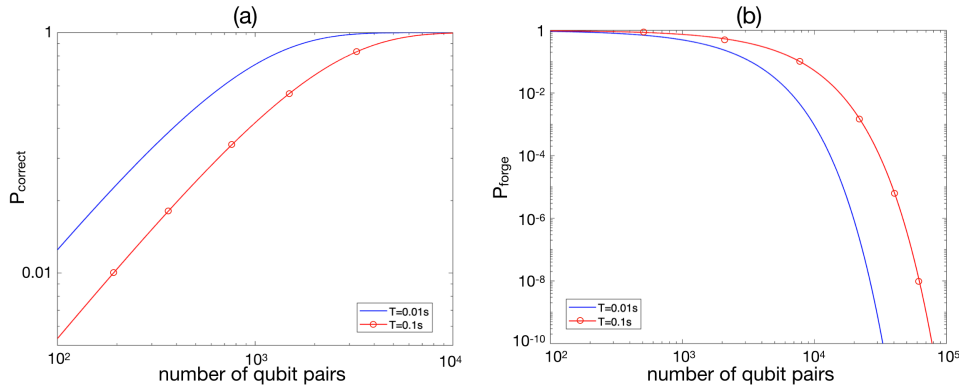 (a)
P_correct
1
0.01
10^2
10^3
10^4
number of qubit pairs
T=0.01s
T=0.1s
(b)
P_forge
1
10^-2
10^-4
10^-6
10^-8
10^-10
10^2
10^3
10^4
10^5
number of qubit pairs
T=0.01s
T=0.1s